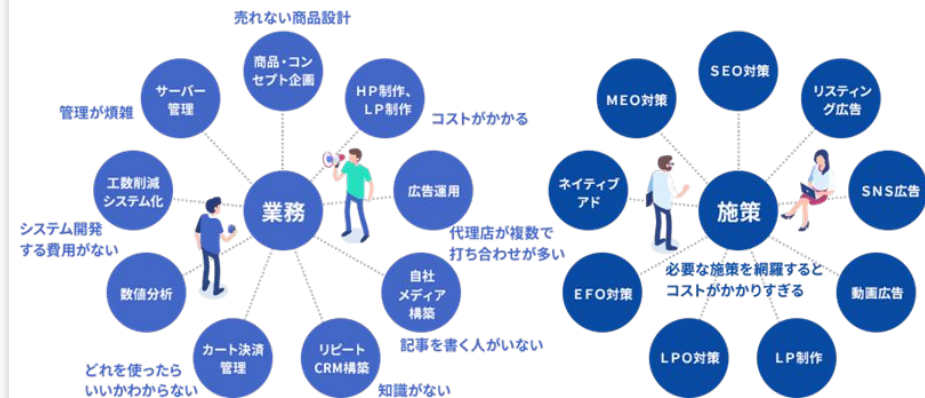 売れない商品設計
商品・コン
セプト企画
サーバー
管理
管理が煩雑
HP制作、
LP制作
コストがかかる
工数削減
システム化
システム開発
する費用がない
業務
広告運用
代理店が複数で
打ち合わせが多い
数値分析
自社
メディア
構築
記事を書く人がいない
カート決済
管理
どれを使ったら
いいかわからない
リピート
CRM構築
知識がない
SEO対策
MEO対策
リスティン
グ広告
ネイティブ
アド
施策
SNS広告
必要な施策を網羅すると
コストがかかりすぎる
EFO対策
動画広告
LPO対策
LP制作